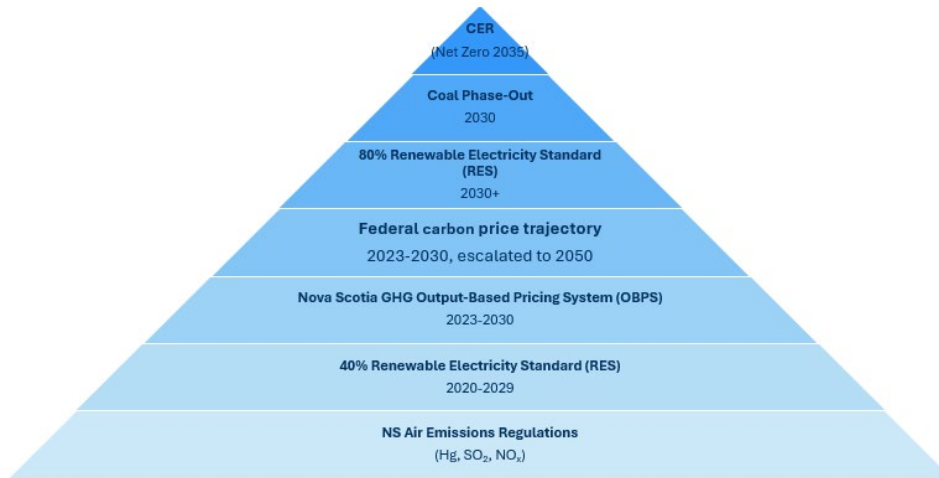 CER
(Net Zero 2035)
Coal Phase-Out
2030
80% Renewable Electricity Standard
(RES)
2030+
Federal carbon price trajectory
2023-2030, escalated to 2050
Nova Scotia GHG Output-Based Pricing System (OBPS)
2023-2030
40% Renewable Electricity Standard (RES)
2020-2029
NS Air Emissions Regulations
(Hg, SO₂, NOₓ)